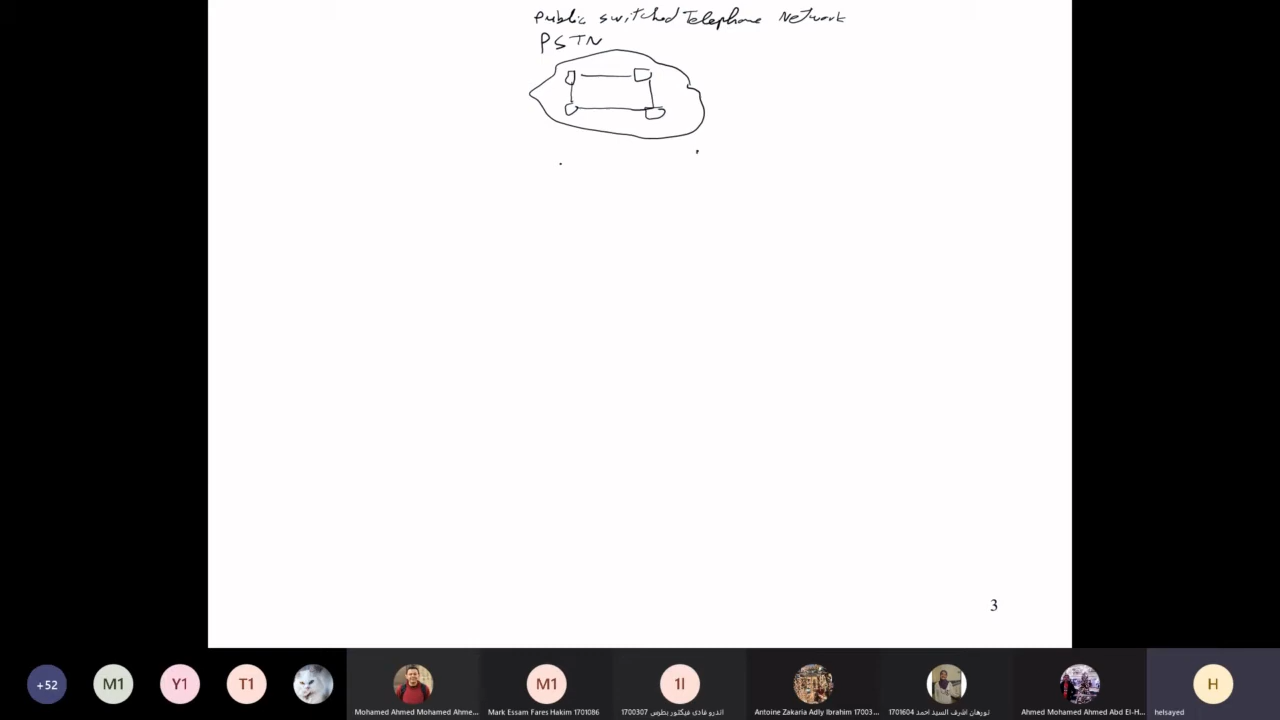 Public switched Telephone Network
PSTN
3
+52
M1
Y1
T1
Mohamed Ahmed Mohamed Ahme...
M1
Mark Essam Fares Hakim 1701086
1ا
اندرو غادى فيكتور بطرس 1700307
Antoine Zakaria Adly Ibrahim 17003...
نورهان اشرف السيد احمد 1701604
Ahmed Mohamed Ahmed Abd El-H...
H
helsayed